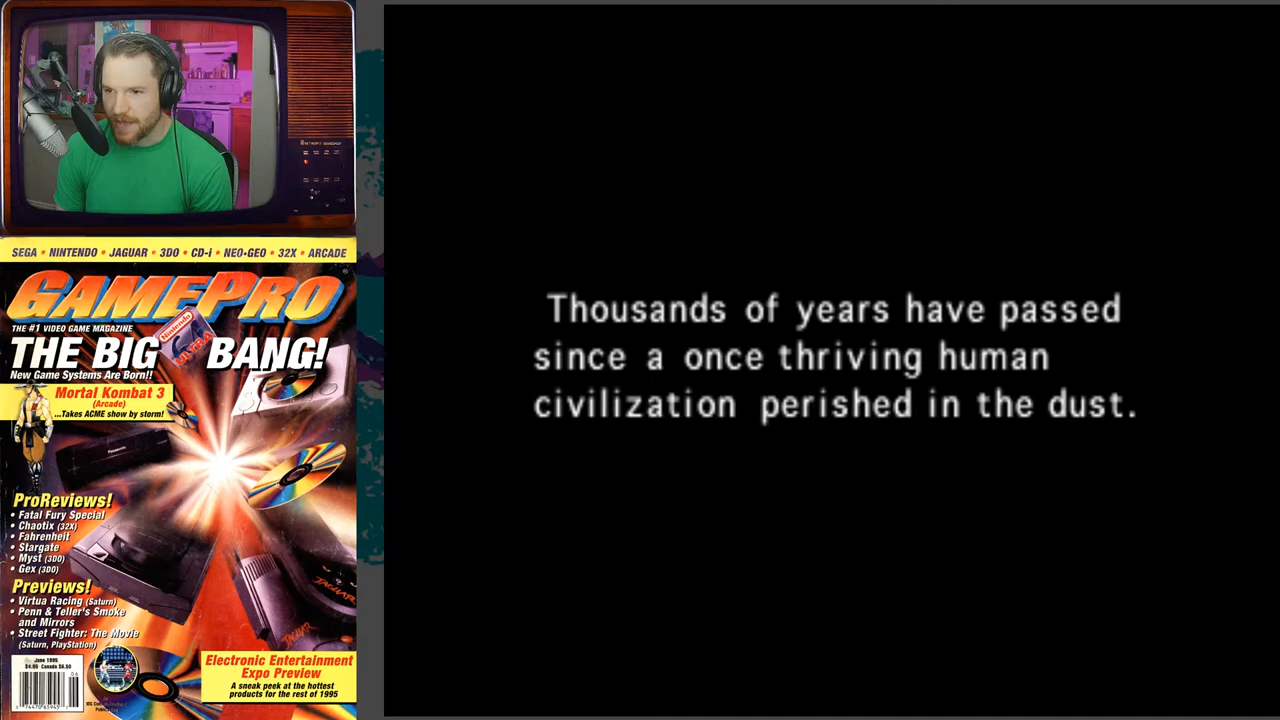 SEGA • NINTENDO • JAGUAR • 3DO • CD-i • NEO•GEO • 32X • ARCADE
GAMEPRO
THE #1 VIDEO GAME MAGAZINE
THE BIG BANG!
Nintendo
ULTRA
New Game Systems Are Born!!
Mortal Kombat 3
(Arcade)
...Takes ACME show by storm!
ProReviews!
• Fatal Fury Special
• Chaotix (32X)
• Fahrenheit
• Stargate
• Myst (3DO)
• Gex (3DO)
Previews!
• Virtua Racing (Saturn)
• Penn & Teller's Smoke
and Mirrors
• Street Fighter: The Movie
(Saturn, PlayStation)
JAGUAR
JAGUAR
June 1995
Electronic Entertainment
Expo Preview
A sneak peek at the hottest
products for the rest of 1995
Thousands of years have passed
since a once thriving human
civilization perished in the dust.